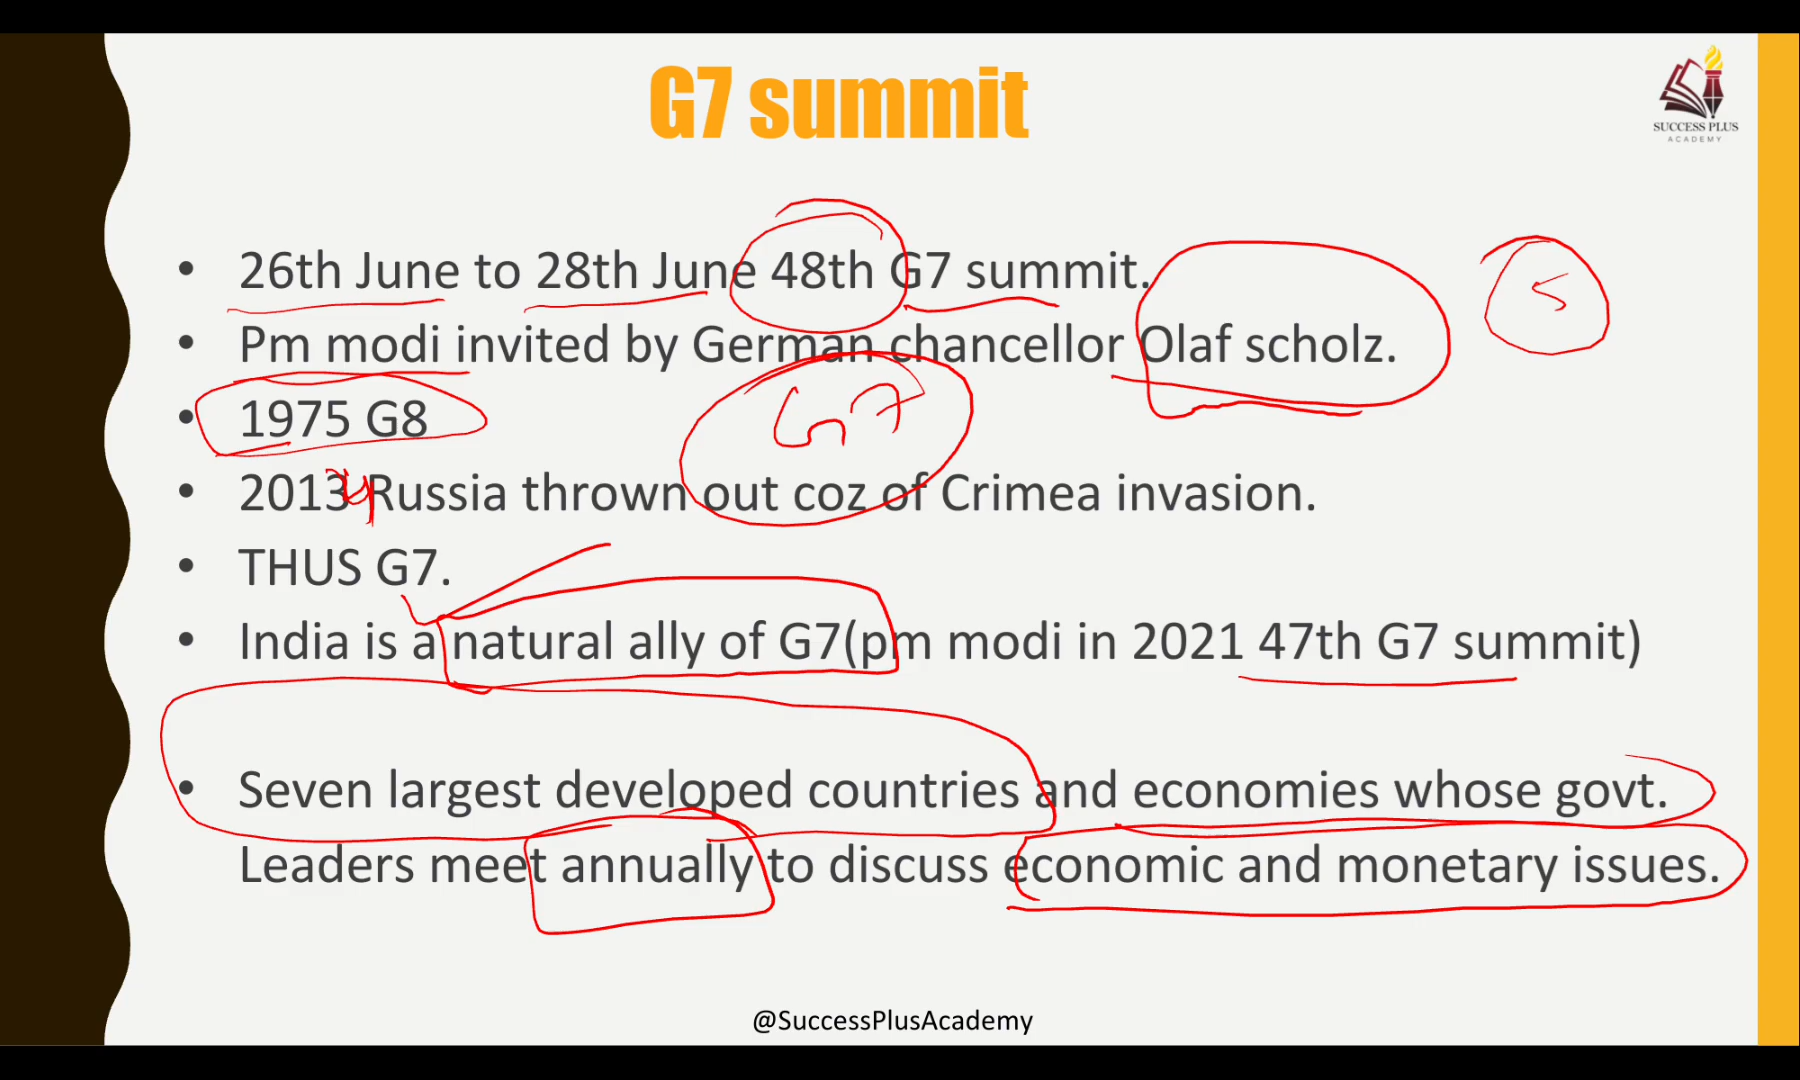 G7 summit
SUCCESS PLUS
ACADEMY
• 26th June to 28th June 48th G7 summit.
5
• Pm modi invited by German chancellor Olaf scholz.
• 1975 G8
G7
• 2013 4 Russia thrown out coz of Crimea invasion.
• THUS G7.
• India is a natural ally of G7(pm modi in 2021 47th G7 summit)
• Seven largest developed countries and economies whose govt.
Leaders meet annually to discuss economic and monetary issues.
@SuccessPlusAcademy